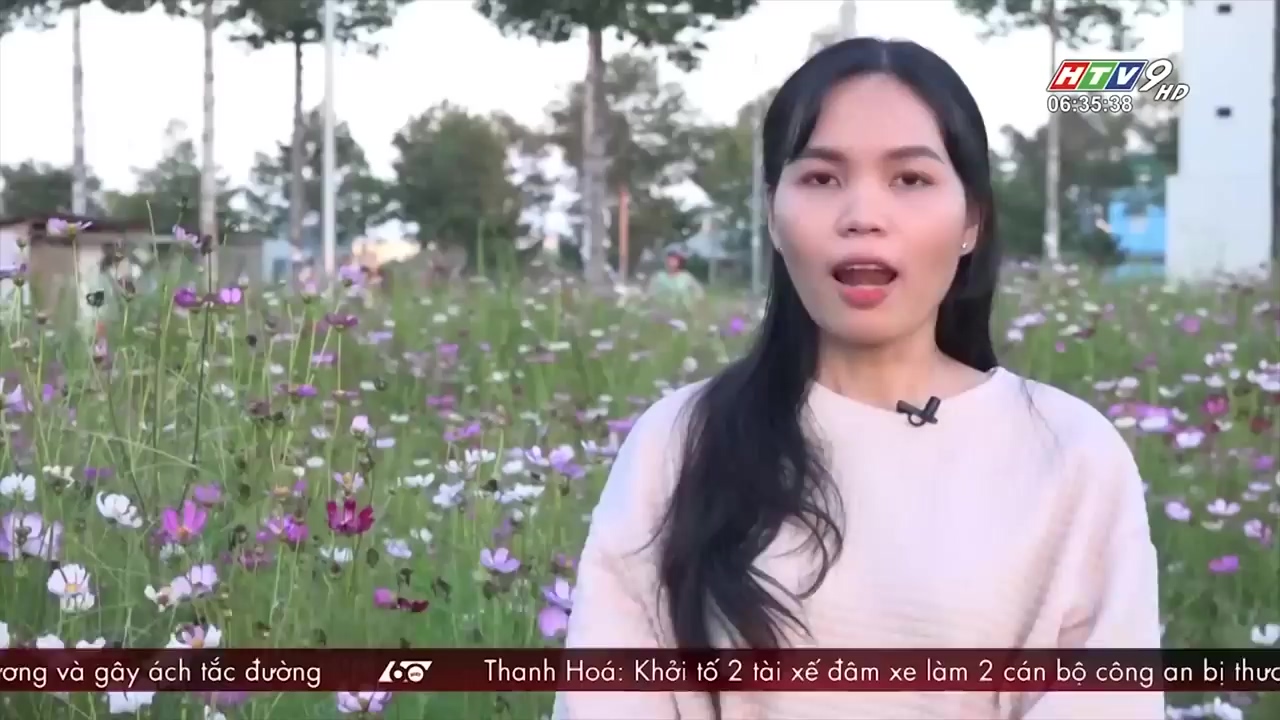 HTV9 HD
06:35:38
ương và gây ách tắc đường 60 Thanh Hoá: Khởi tố 2 tài xế đâm xe làm 2 cán bộ công an bị thươ